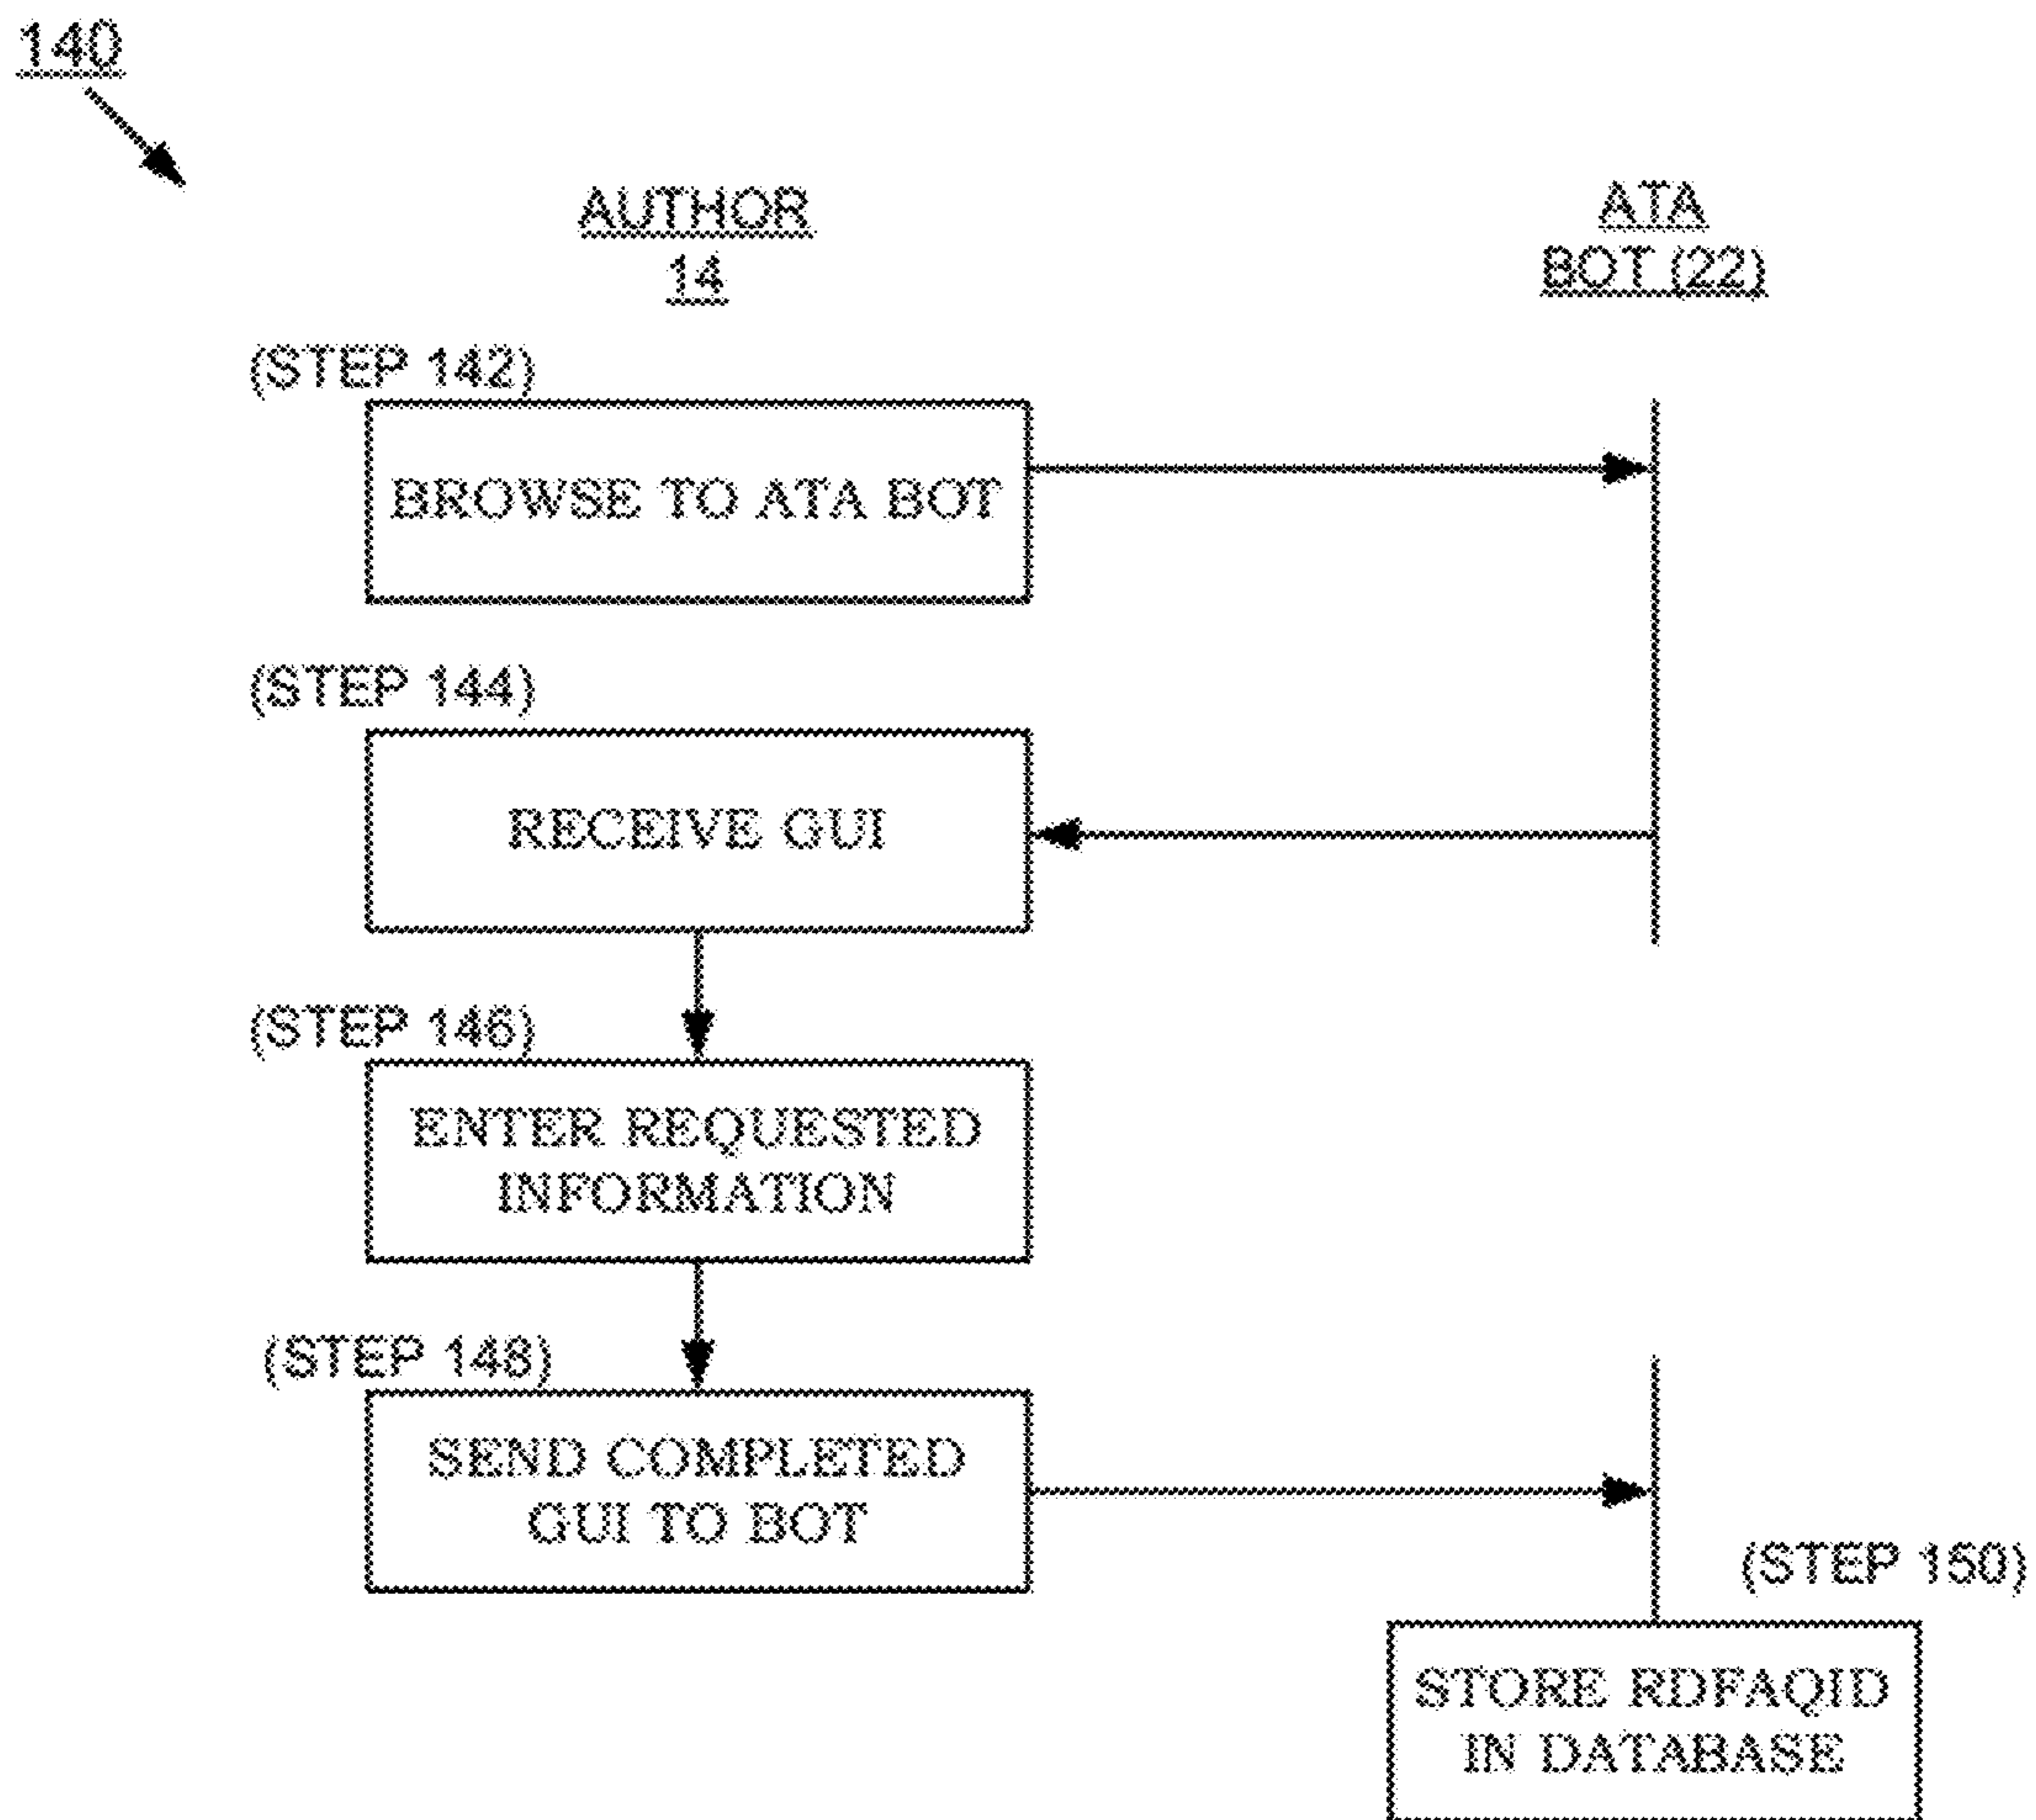 140
AUTHOR
14
ATA
BOT (22)
(STEP 142)
BROWSE TO ATA BOT
(STEP 144)
RECEIVE GUI
(STEP 146)
ENTER REQUESTED
INFORMATION
(STEP 148)
SEND COMPLETED
GUI TO BOT
(STEP 150)
STORE RDFAQID
IN DATABASE